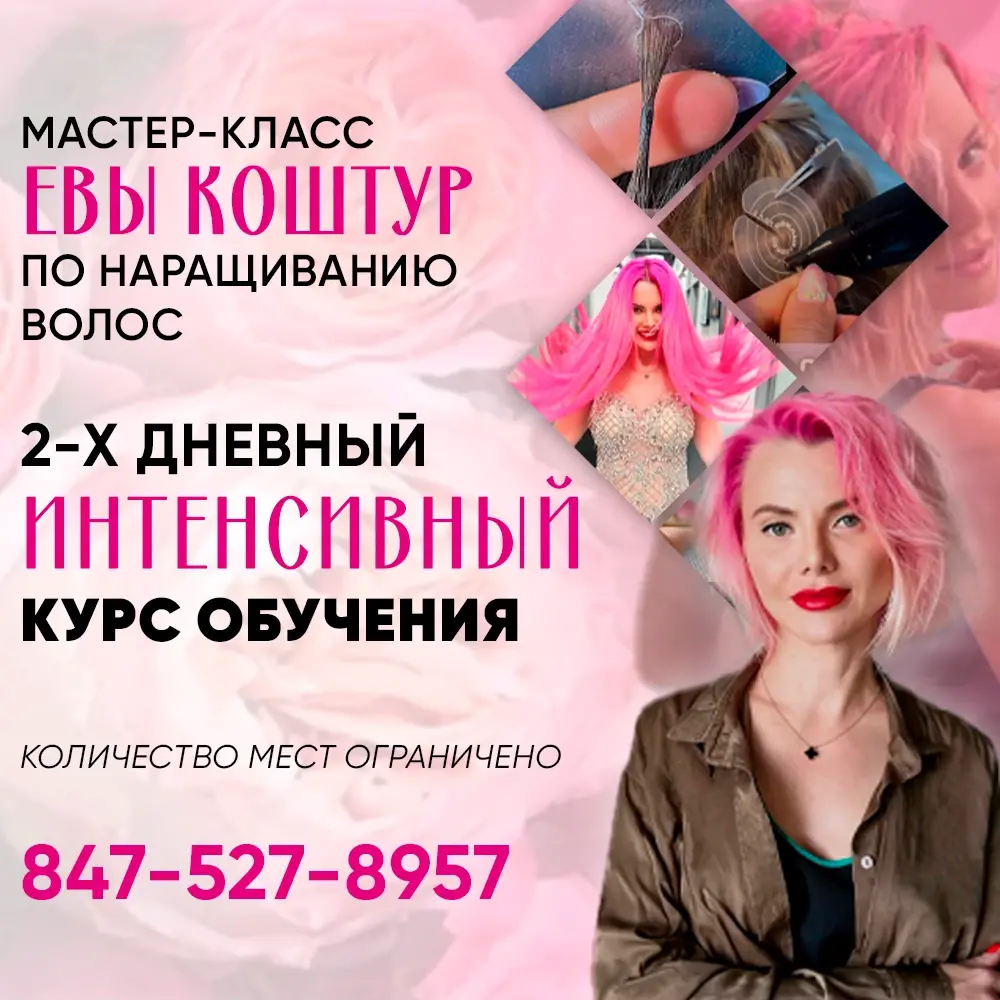 МАСТЕР-КЛАСС
ЕВЫ КОШТУР
ПО НАРАЩИВАНИЮ
ВОЛОС
2-Х ДНЕВНЫЙ
ИНТЕНСИВНЫЙ
КУРС ОБУЧЕНИЯ
КОЛИЧЕСТВО МЕСТ ОГРАНИЧЕНО
847-527-8957